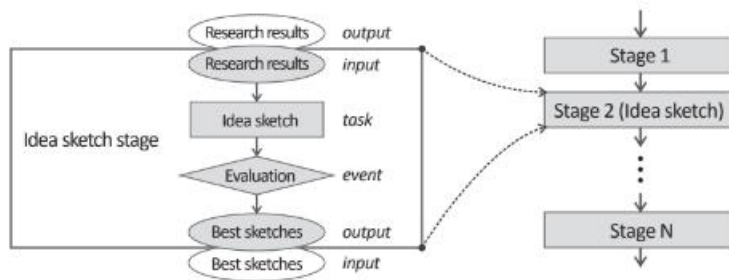 Research results output
Research results input
Idea sketch task
Idea sketch stage
Evaluation event
Best sketches output
Best sketches input
Stage 1
Stage 2 (Idea sketch)
Stage N